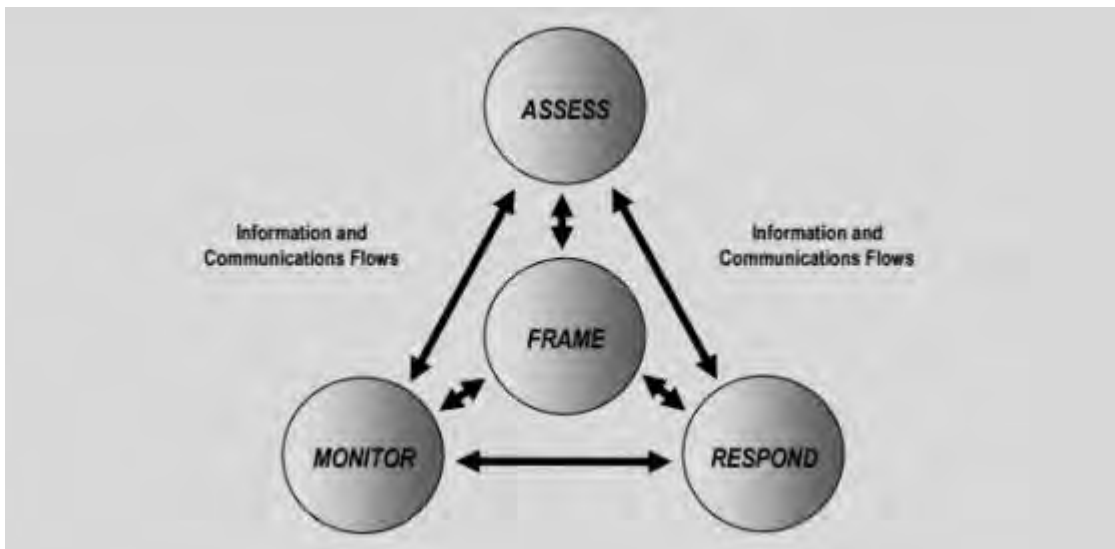 ASSESS
Information and
Communications Flows
Information and
Communications Flows
FRAME
MONITOR
RESPOND